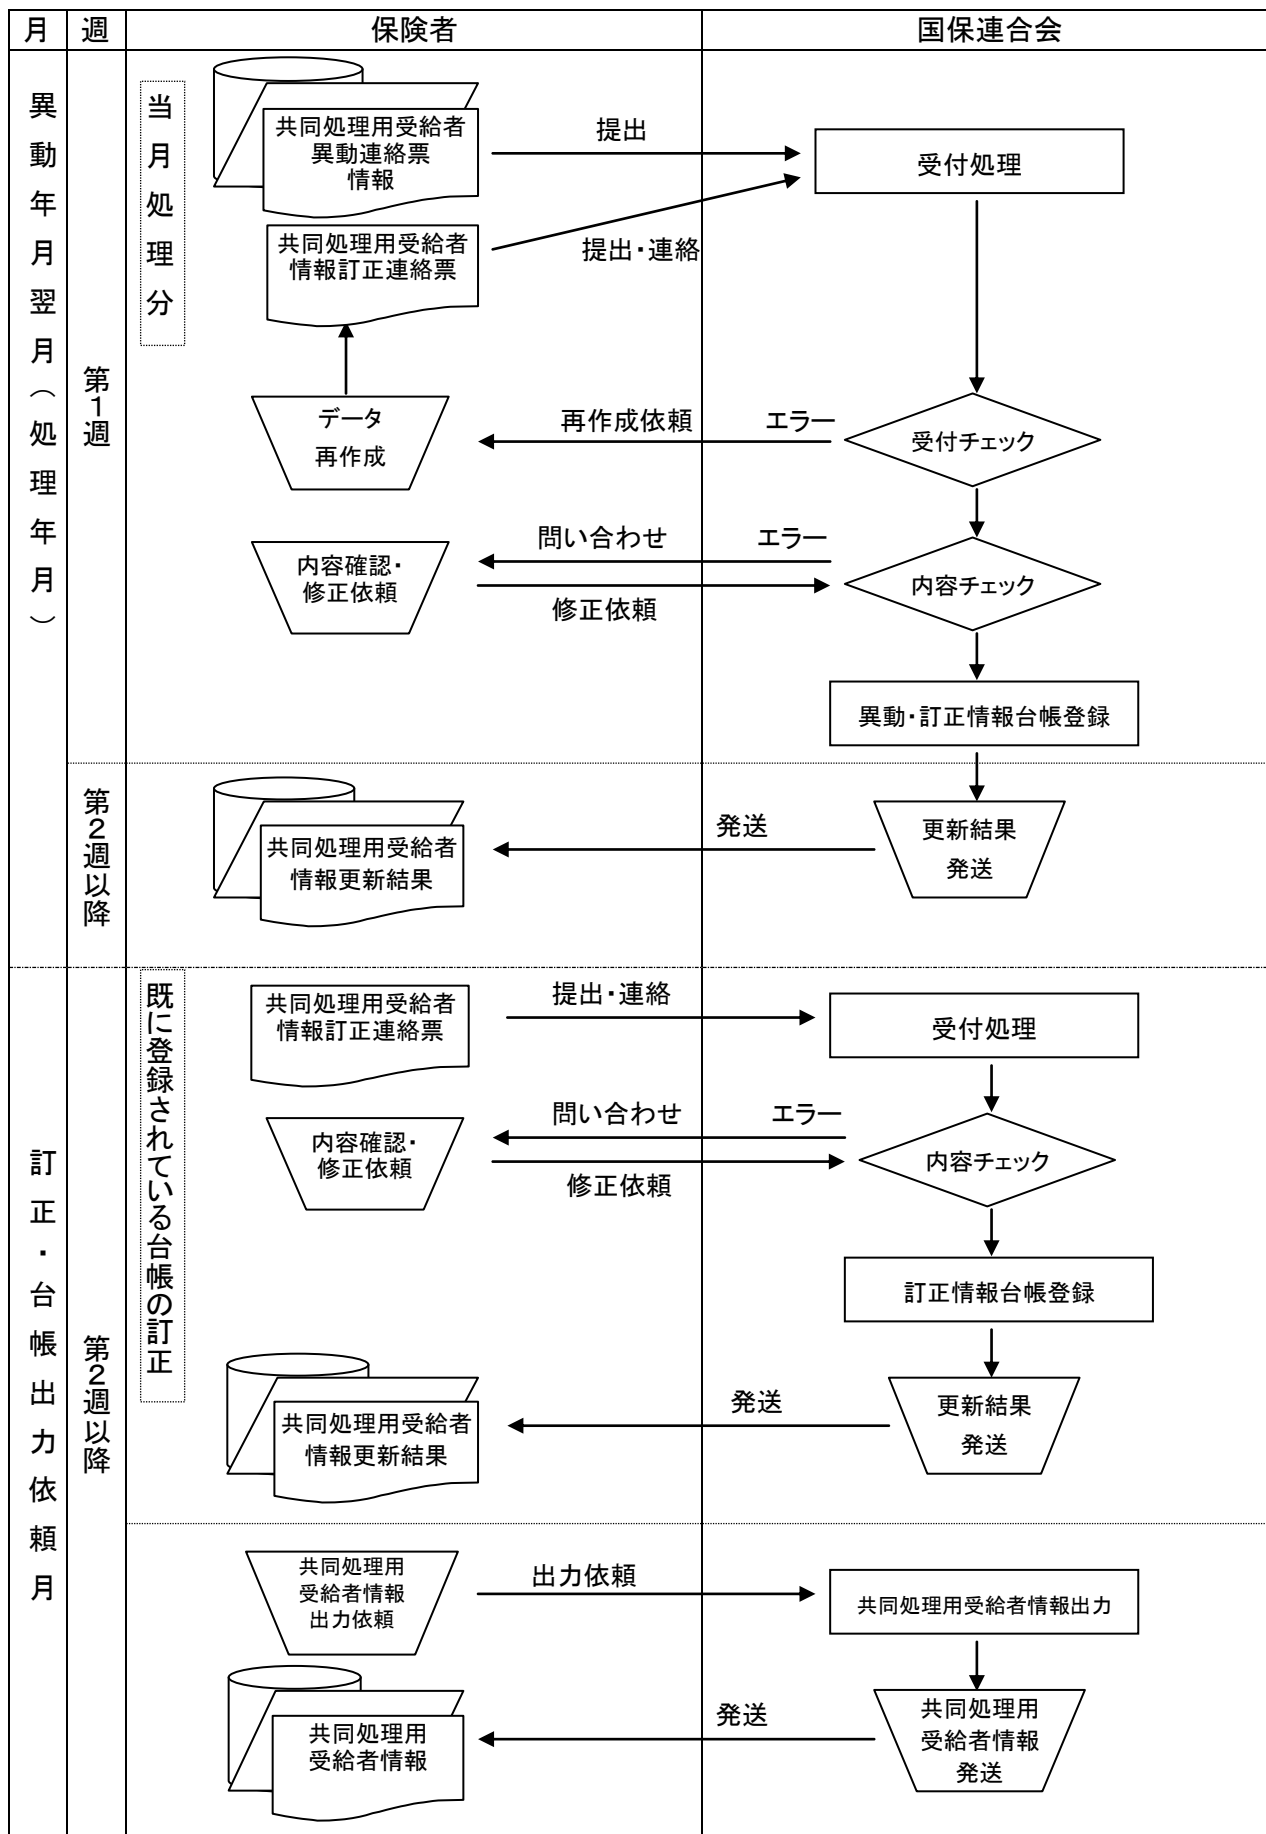 月
週
保険者
国保連合会
異動年月翌月（処理年月）
第1週
当月処理分
共同処理用受給者
異動連絡票
情報
提出
受付処理
共同処理用受給者
情報訂正連絡票
提出・連絡
データ
再作成
再作成依頼
エラー
受付チェック
内容確認・
修正依頼
問い合わせ
エラー
修正依頼
内容チェック
異動・訂正情報台帳登録
第2週以降
共同処理用受給者
情報更新結果
発送
更新結果
発送
訂正・台帳出力依頼月
第2週以降
既に登録されている台帳の訂正
共同処理用受給者
情報訂正連絡票
提出・連絡
受付処理
内容確認・
修正依頼
問い合わせ
エラー
修正依頼
内容チェック
訂正情報台帳登録
共同処理用受給者
情報更新結果
発送
更新結果
発送
共同処理用
受給者情報
出力依頼
出力依頼
共同処理用受給者情報出力
共同処理用
受給者情報
発送
共同処理用
受給者情報
発送